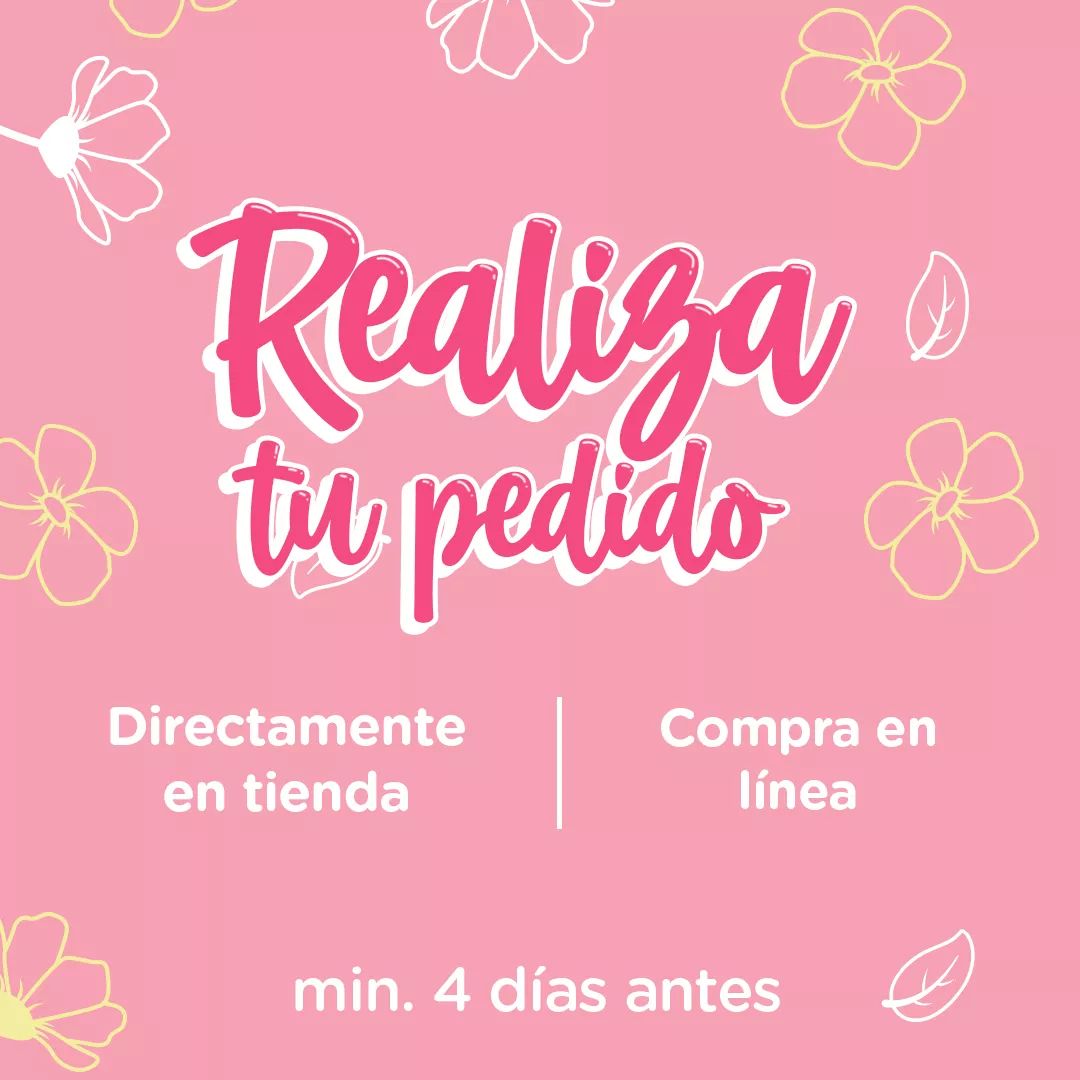 Realiza
tu pedido
Directamente
en tienda
Compra en
línea
min. 4 días antes